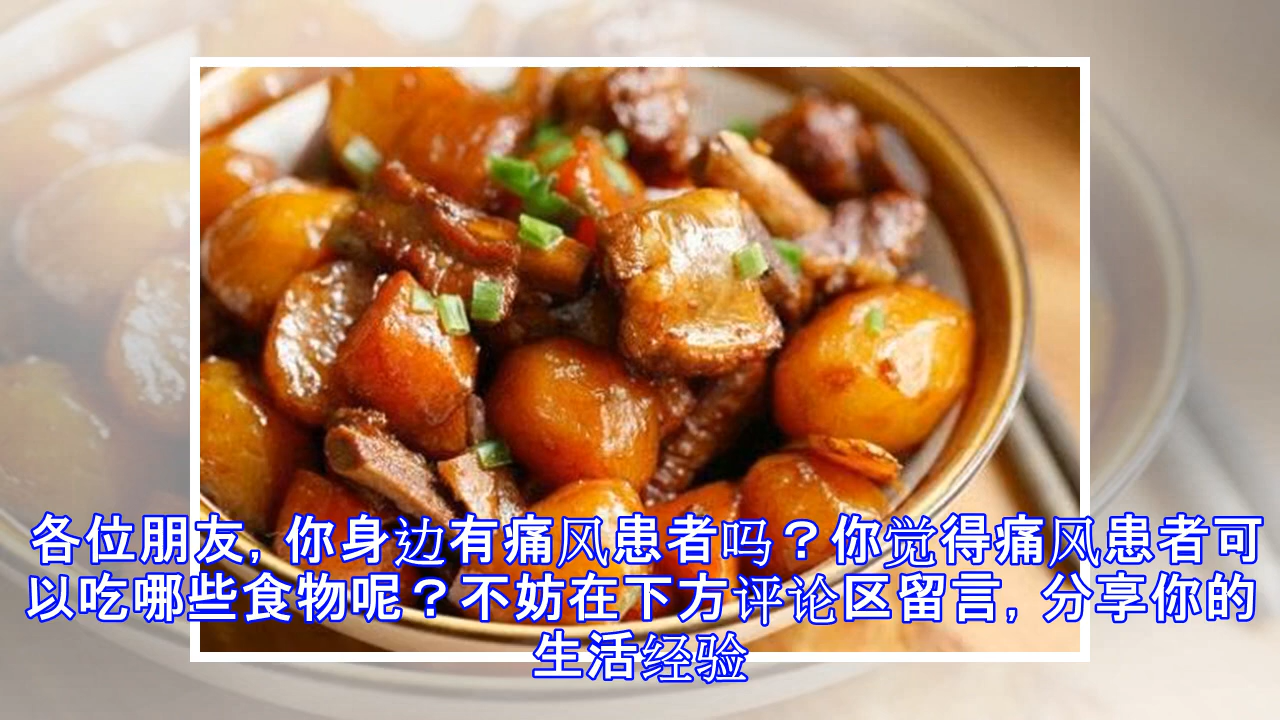 各位朋友, 你身边有痛风患者吗？你觉得痛风患者可
以吃哪些食物呢？不妨在下方评论区留言, 分享你的
生活经验